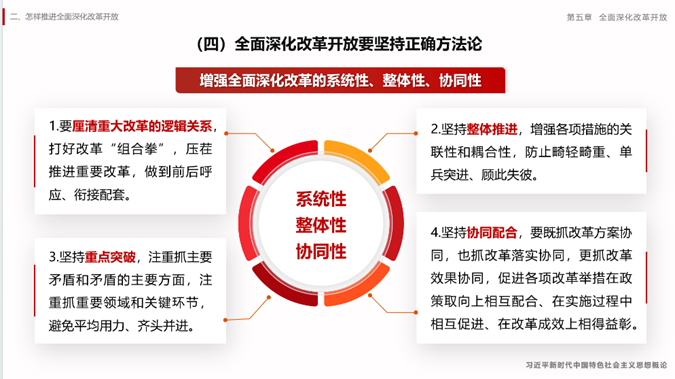 二、怎样推进全面深化改革开放
第五章 全面深化改革开放
（四）全面深化改革开放要坚持正确方法论
增强全面深化改革的系统性、整体性、协同性
1.要厘清重大改革的逻辑关系，
打好改革“组合拳”，压茬
推进重要改革，做到前后呼
应、衔接配套。
2.坚持整体推进，增强各项措施的关
联性和耦合性，防止畸轻畸重、单
兵突进、顾此失彼。
系统性
整体性
协同性
3.坚持重点突破，注重抓主要
矛盾和矛盾的主要方面，注
重抓重要领域和关键环节，
避免平均用力、齐头并进。
4.坚持协同配合，要既抓改革方案协
同，也抓改革落实协同，更抓改革
效果协同，促进各项改革举措在政
策取向上相互配合、在实施过程中
相互促进、在改革成效上相得益彰。
习近平新时代中国特色社会主义思想概论